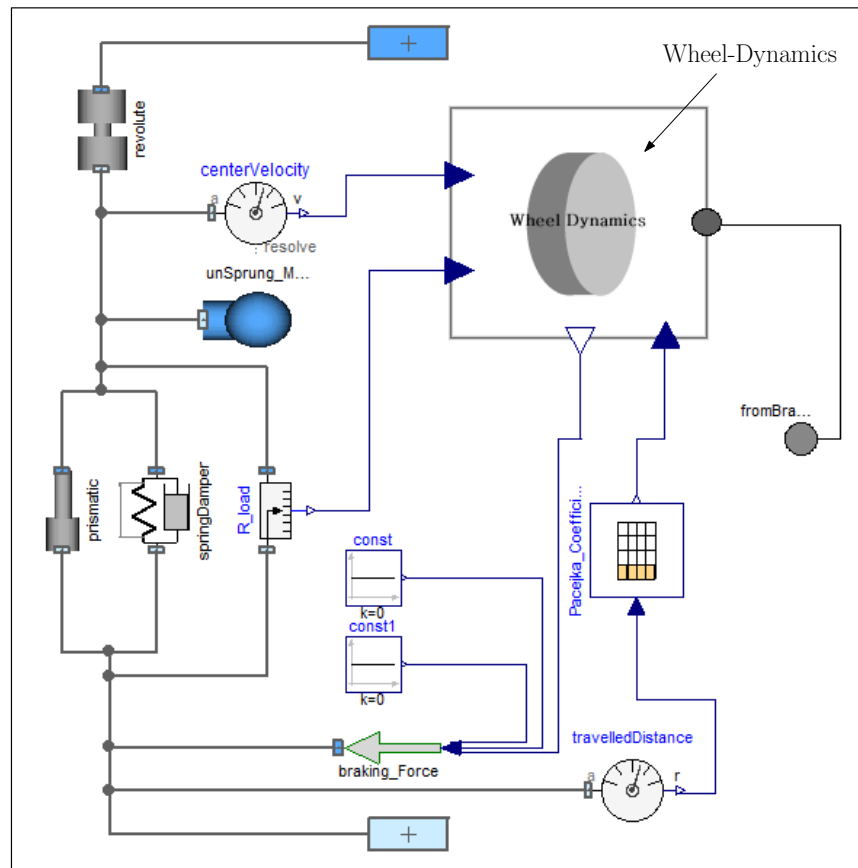 Wheel-Dynamics
revolute
centerVelocity
a
v
resolve
Wheel Dynamics
unSprung_M...
fromBra...
prismatic
springDamper
R_load
const
k=0
const1
k=0
Pacejka_Coeffici...
travelledDistance
braking_Force
a
r